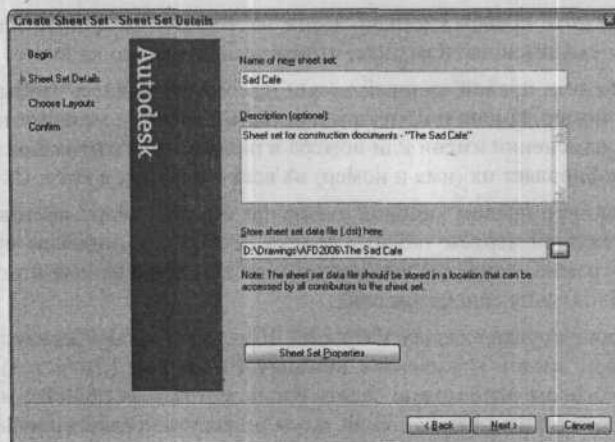 Create Sheet Set - Sheet Set Details
Begin
Sheet Set Details
Choose Layouts
Confirm
Autodesk
Name of new sheet set:
Sad Cafe
Description (optional):
Sheet set for construction documents - "The Sad Cafe"
Store sheet set data file (.dst) here:
D:\Drawings\AFD2006\The Sad Cafe
...
Note: The sheet set data file should be stored in a location that can be
accessed by all contributors to the sheet set.
Sheet Set Properties
< Back
Next >
Cancel